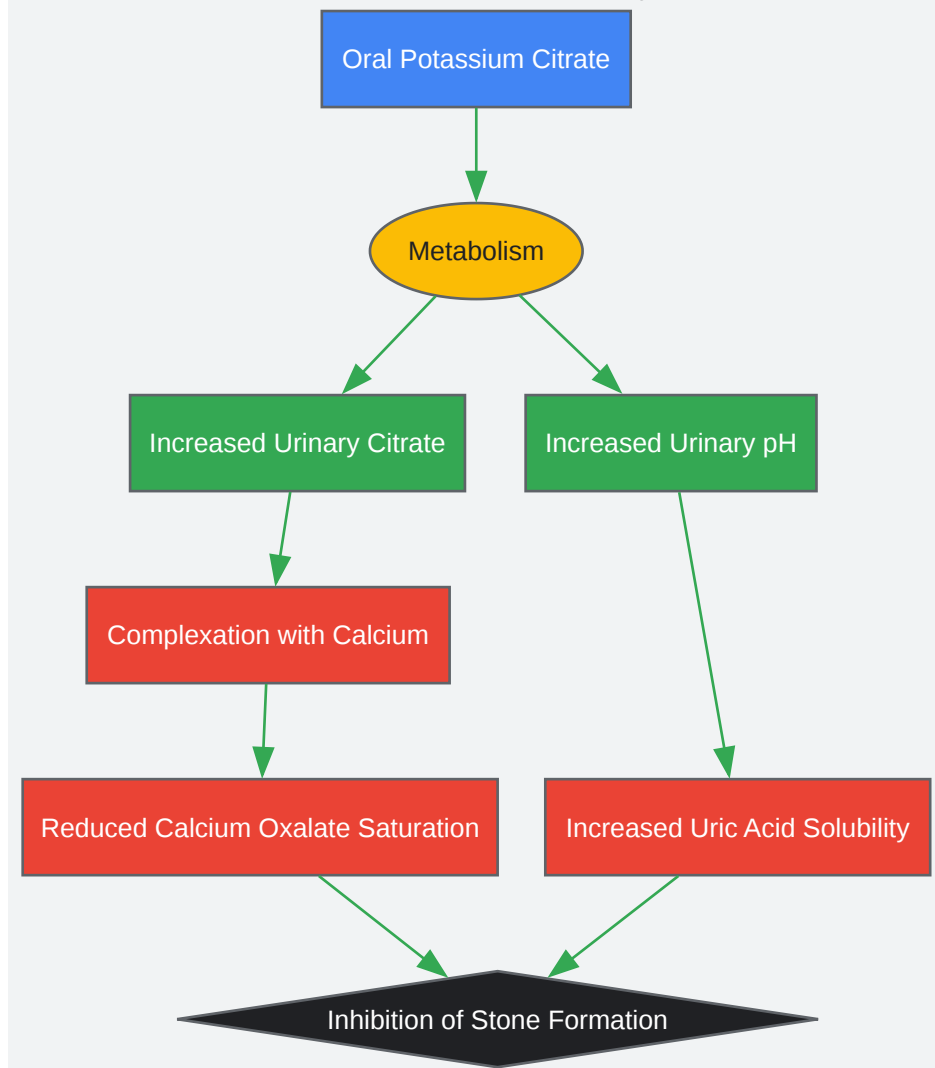 Oral Potassium Citrate
Metabolism
Increased Urinary Citrate
Increased Urinary pH
Complexation with Calcium
Reduced Calcium Oxalate Saturation
Increased Uric Acid Solubility
Inhibition of Stone Formation